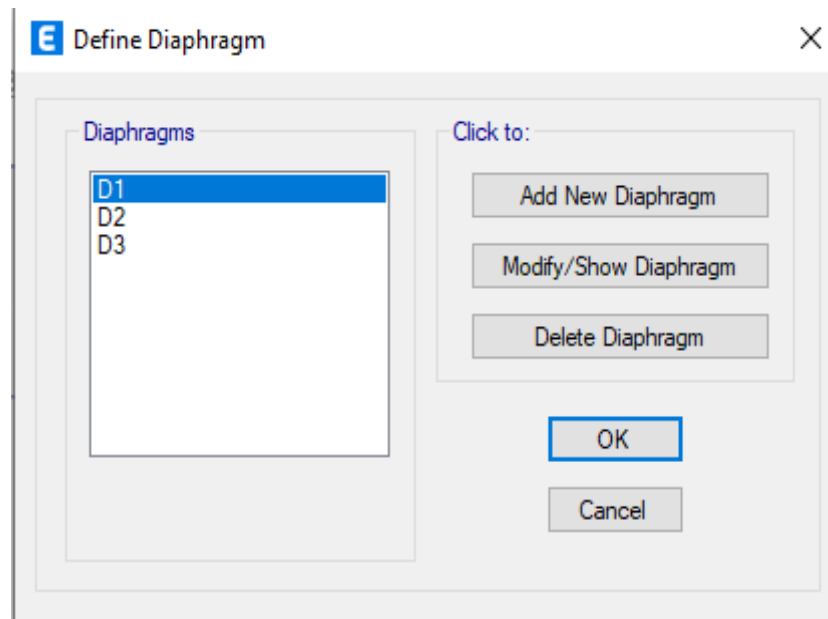 E Define Diaphragm
Diaphragms
D1
D2
D3
Click to:
Add New Diaphragm
Modify/Show Diaphragm
Delete Diaphragm
OK
Cancel